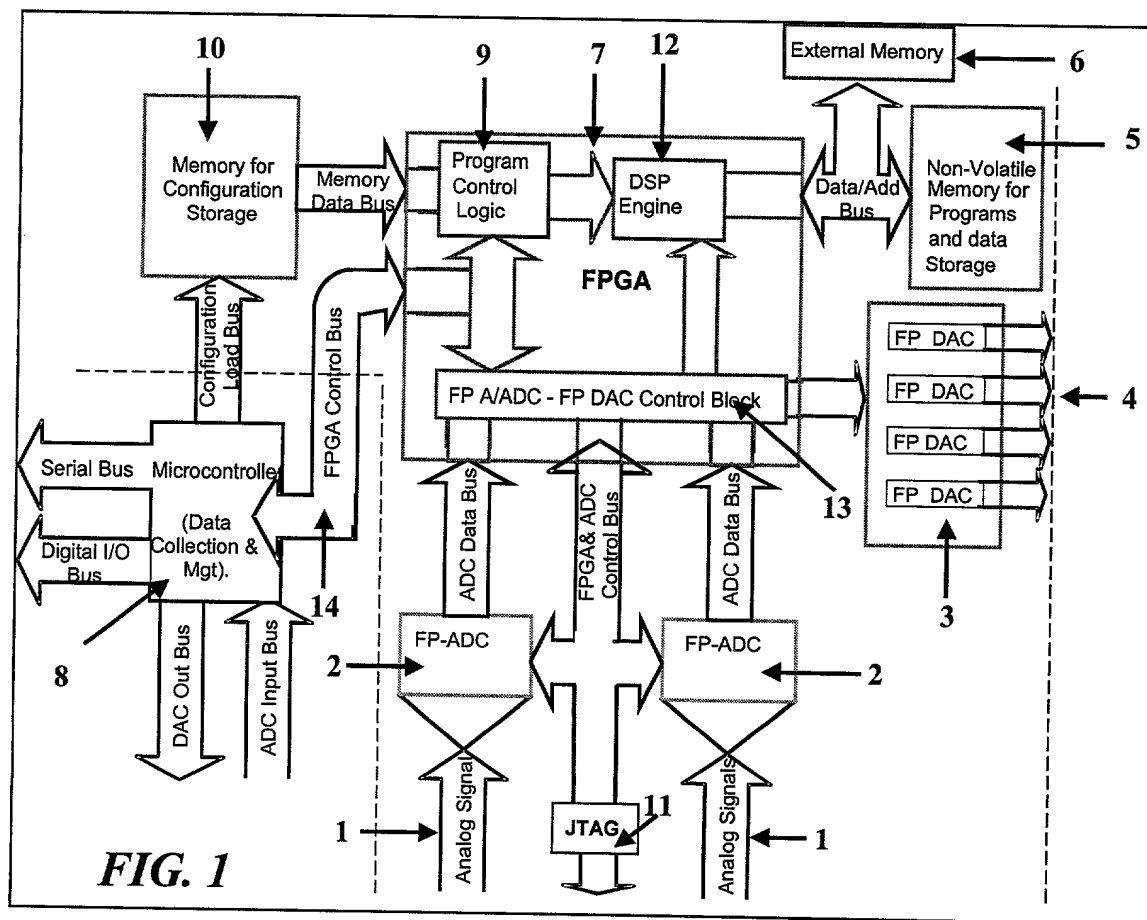 10
9
7
12
External Memory
6
Memory for
Configuration
Storage
Memory
Data Bus
Program
Control
Logic
DSP
Engine
Data/Add
Bus
5
Non-Volatile
Memory for
Programs
and data
Storage
FPGA
Configuration
Load Bus
FPGA Control Bus
FP A/ADC - FP DAC Control Block
FP DAC
FP DAC
FP DAC
FP DAC
4
Serial Bus
Microcontrolle
(Data
Collection &
Mgt).
Digital I/O
Bus
14
8
ADC Data Bus
FPGA& ADC
Control Bus
ADC Data Bus
13
3
DAC Out Bus
ADC Input Bus
2
FP-ADC
FP-ADC
2
1
Analog Signal
JTAG
11
Analog Signals
1
FIG. 1